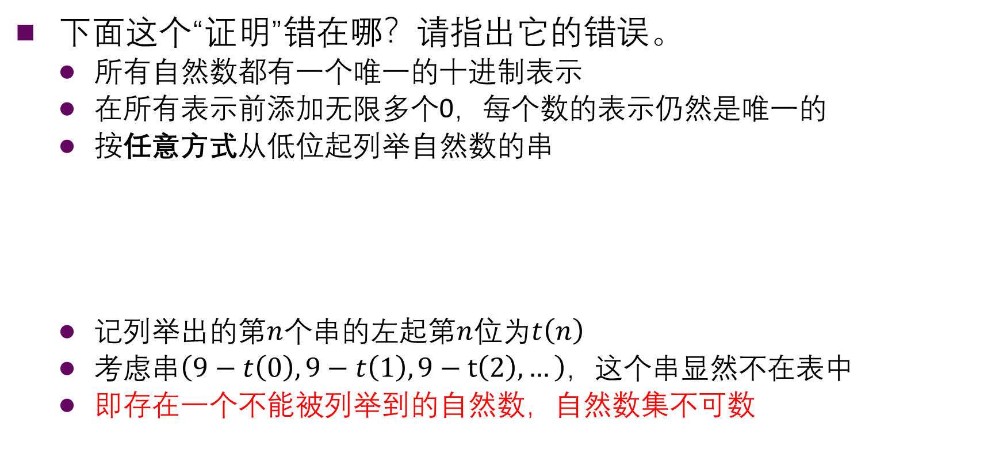 下面这个“证明”错在哪？请指出它的错误。
所有自然数都有一个唯一的十进制表示
在所有表示前添加无限多个0，每个数的表示仍然是唯一的
按任意方式从低位起列举自然数的串
记列举出的第n个串的左起第n位为t(n)
考虑串(9 − t(0), 9 − t(1), 9 − t(2), … )，这个串显然不在表中
即存在一个不能被列举到的自然数，自然数集不可数